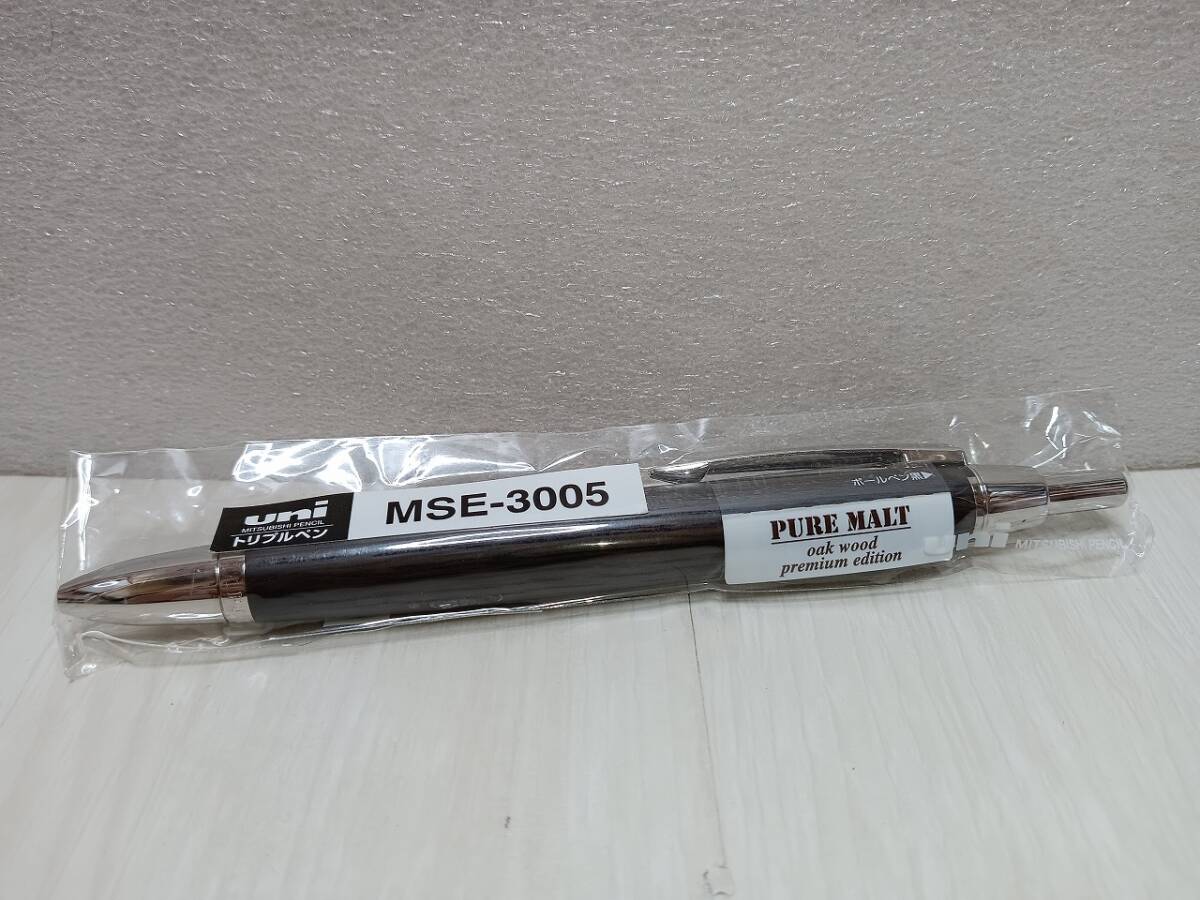 uni
MITSUBISHI PENCIL
トリプルペン
MSE-3005
ボールペン黒▶
PURE MALT
oak wood
premium edition
uni MITSUBISHI PENCIL